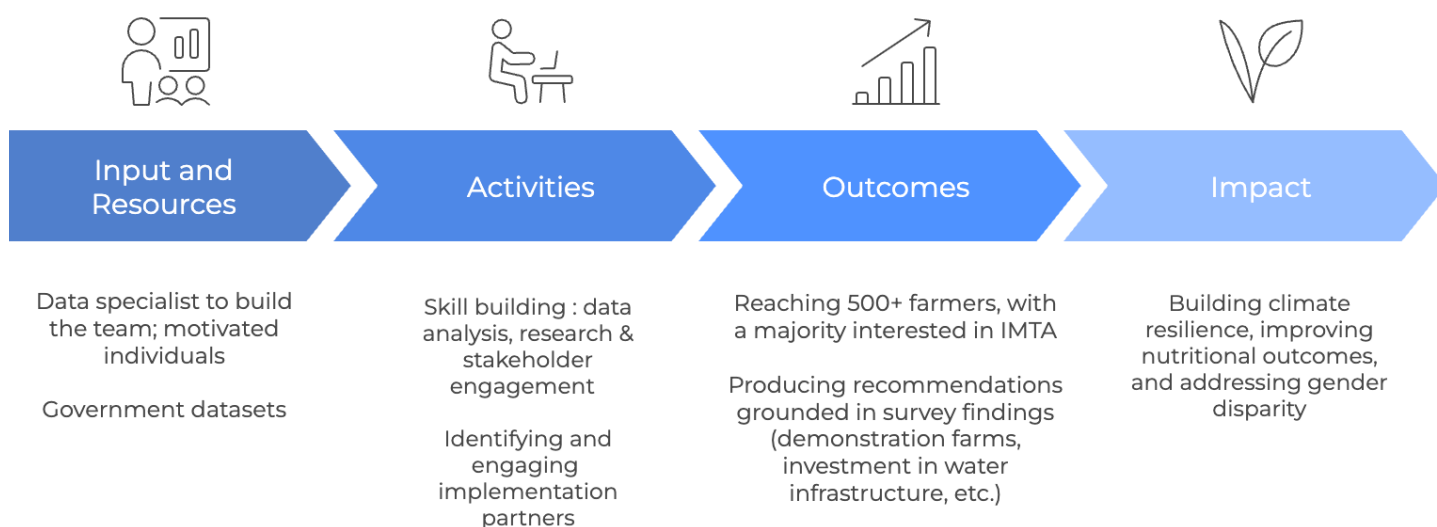 Input and
Resources
Activities
Outcomes
Impact
Data specialist to build
the team; motivated
individuals
Government datasets
Skill building : data
analysis, research &
stakeholder
engagement
Identifying and
engaging
implementation
partners
Reaching 500+ farmers, with
a majority interested in IMTA
Producing recommendations
grounded in survey findings
(demonstration farms,
investment in water
infrastructure, etc.)
Building climate
resilience, improving
nutritional outcomes,
and addressing gender
disparity